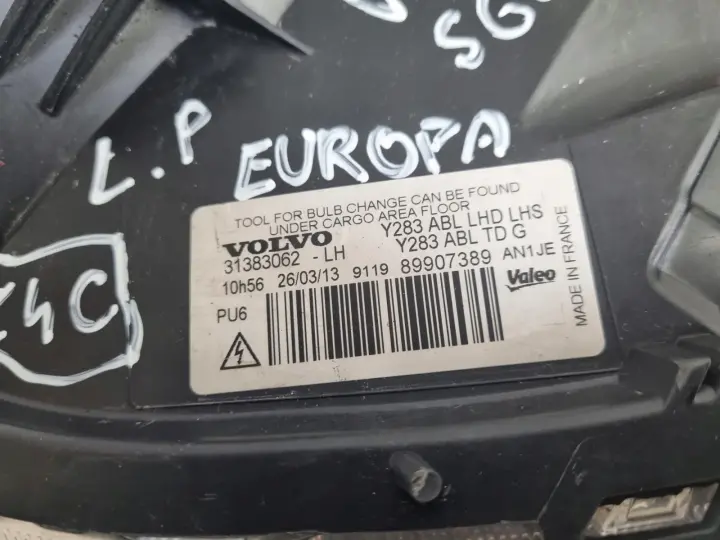 L.P EUROPA
4C
TOOL FOR BULB CHANGE CAN BE FOUND
UNDER CARGO AREA FLOOR
VOLVO Y283 ABL LHD LHS
31383062 - LH Y283 ABL TD G
10h56 26/03/13 9119 89907389 AN1JE
PU6
Valeo
MADE IN FRANCE